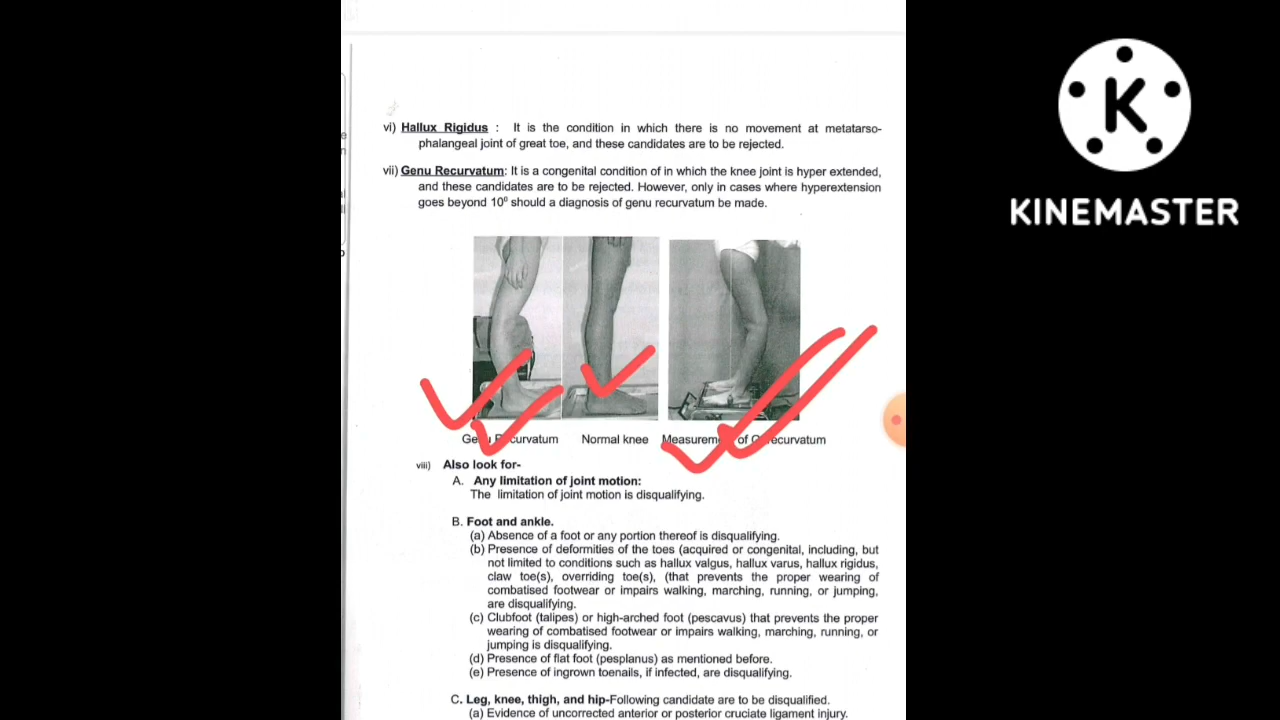 vi) Hallux Rigidus : It is the condition in which there is no movement at metatarso-
phalangeal joint of great toe, and these candidates are to be rejected.
vii) Genu Recurvatum: It is a congenital condition of in which the knee joint is hyper extended,
and these candidates are to be rejected. However, only in cases where hyperextension
goes beyond 10⁰ should a diagnosis of genu recurvatum be made.
Normal knee
of
viii) Also look for-
A. Any limitation of joint motion:
The limitation of joint motion is disqualifying.
B. Foot and ankle.
(a) Absence of a foot or any portion thereof is disqualifying.
(b) Presence of deformities of the toes (acquired or congenital, including, but
not limited to conditions such as hallux valgus, hallux varus, hallux rigidus,
claw toe(s), overriding toe(s), (that prevents the proper wearing of
combatised footwear or impairs walking, marching, running, or jumping,
are disqualifying.
(c) Clubfoot (talipes) or high-arched foot (pescavus) that prevents the proper
wearing of combatised footwear or impairs walking, marching, running, or
jumping is disqualifying.
(d) Presence of flat foot (pesplanus) as mentioned before.
(e) Presence of ingrown toenails, if infected, are disqualifying.
C. Leg, knee, thigh, and hip-Following candidate are to be disqualified.
(a) Evidence of uncorrected anterior or posterior cruciate ligament injury.
K
KINEMASTER